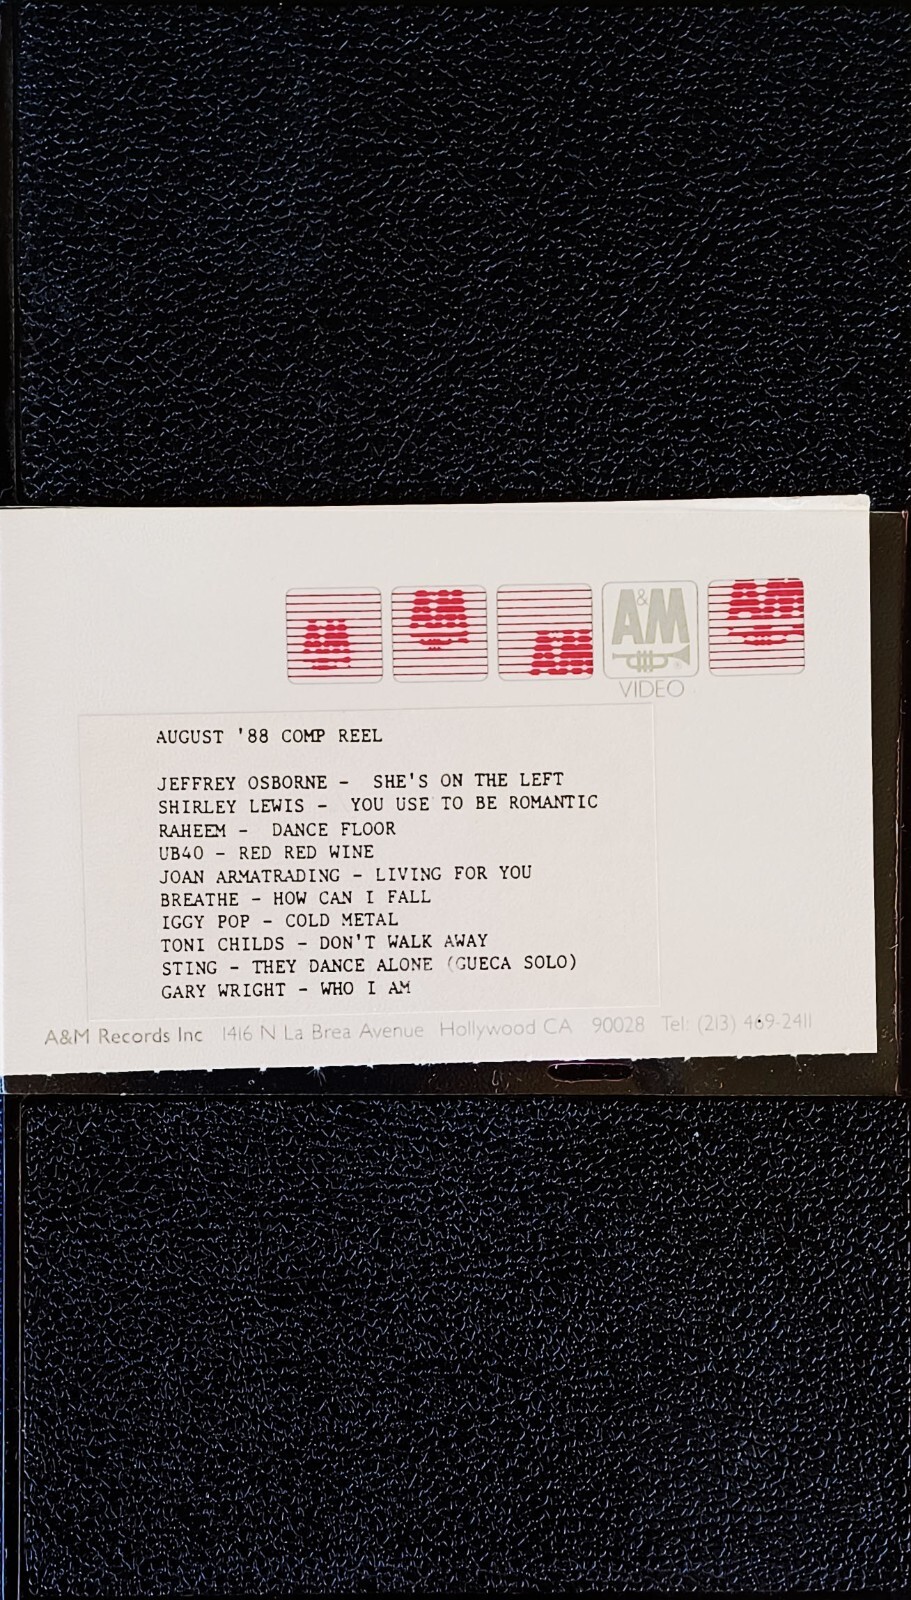 A&M
VIDEO
AUGUST '88 COMP REEL
JEFFREY OSBORNE - SHE'S ON THE LEFT
SHIRLEY LEWIS - YOU USE TO BE ROMANTIC
RAHEEM - DANCE FLOOR
UB40 - RED RED WINE
JOAN ARMATRADING - LIVING FOR YOU
BREATHE - HOW CAN I FALL
IGGY POP - COLD METAL
TONI CHILDS - DON'T WALK AWAY
STING - THEY DANCE ALONE (GUECA SOLO)
GARY WRIGHT - WHO I AM
A&M Records Inc 1416 N La Brea Avenue Hollywood CA 90028 Tel: (213) 469-2411